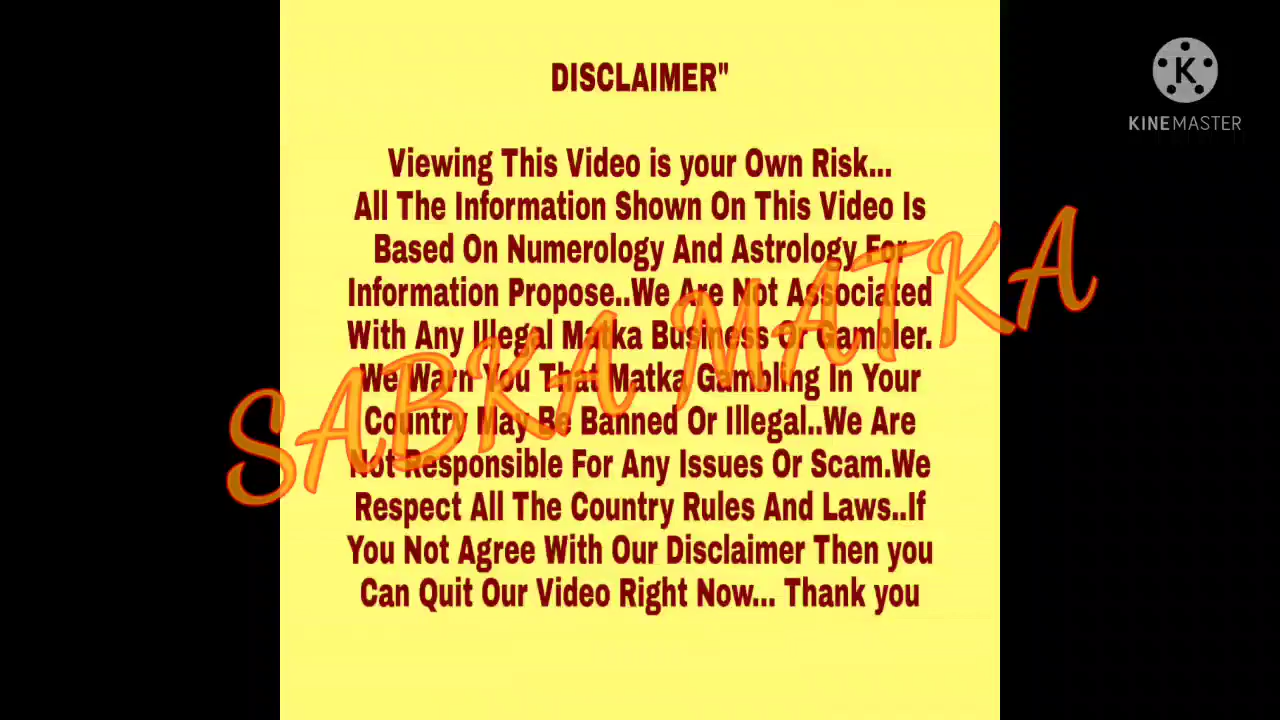 DISCLAIMER"
Viewing This Video is your Own Risk...
All The Information Shown On This Video Is
Based On Numerology And Astrology For
Information Propose..We Are Not Associated
With Any Illegal Matka Business Or Gambler.
We Warn You That Matka Gambling In Your
Country May Be Banned Or Illegal..We Are
Not Responsible For Any Issues Or Scam.We
Respect All The Country Rules And Laws..If
You Not Agree With Our Disclaimer Then you
Can Quit Our Video Right Now... Thank you
SABKA MATKA
K
KINEMASTER